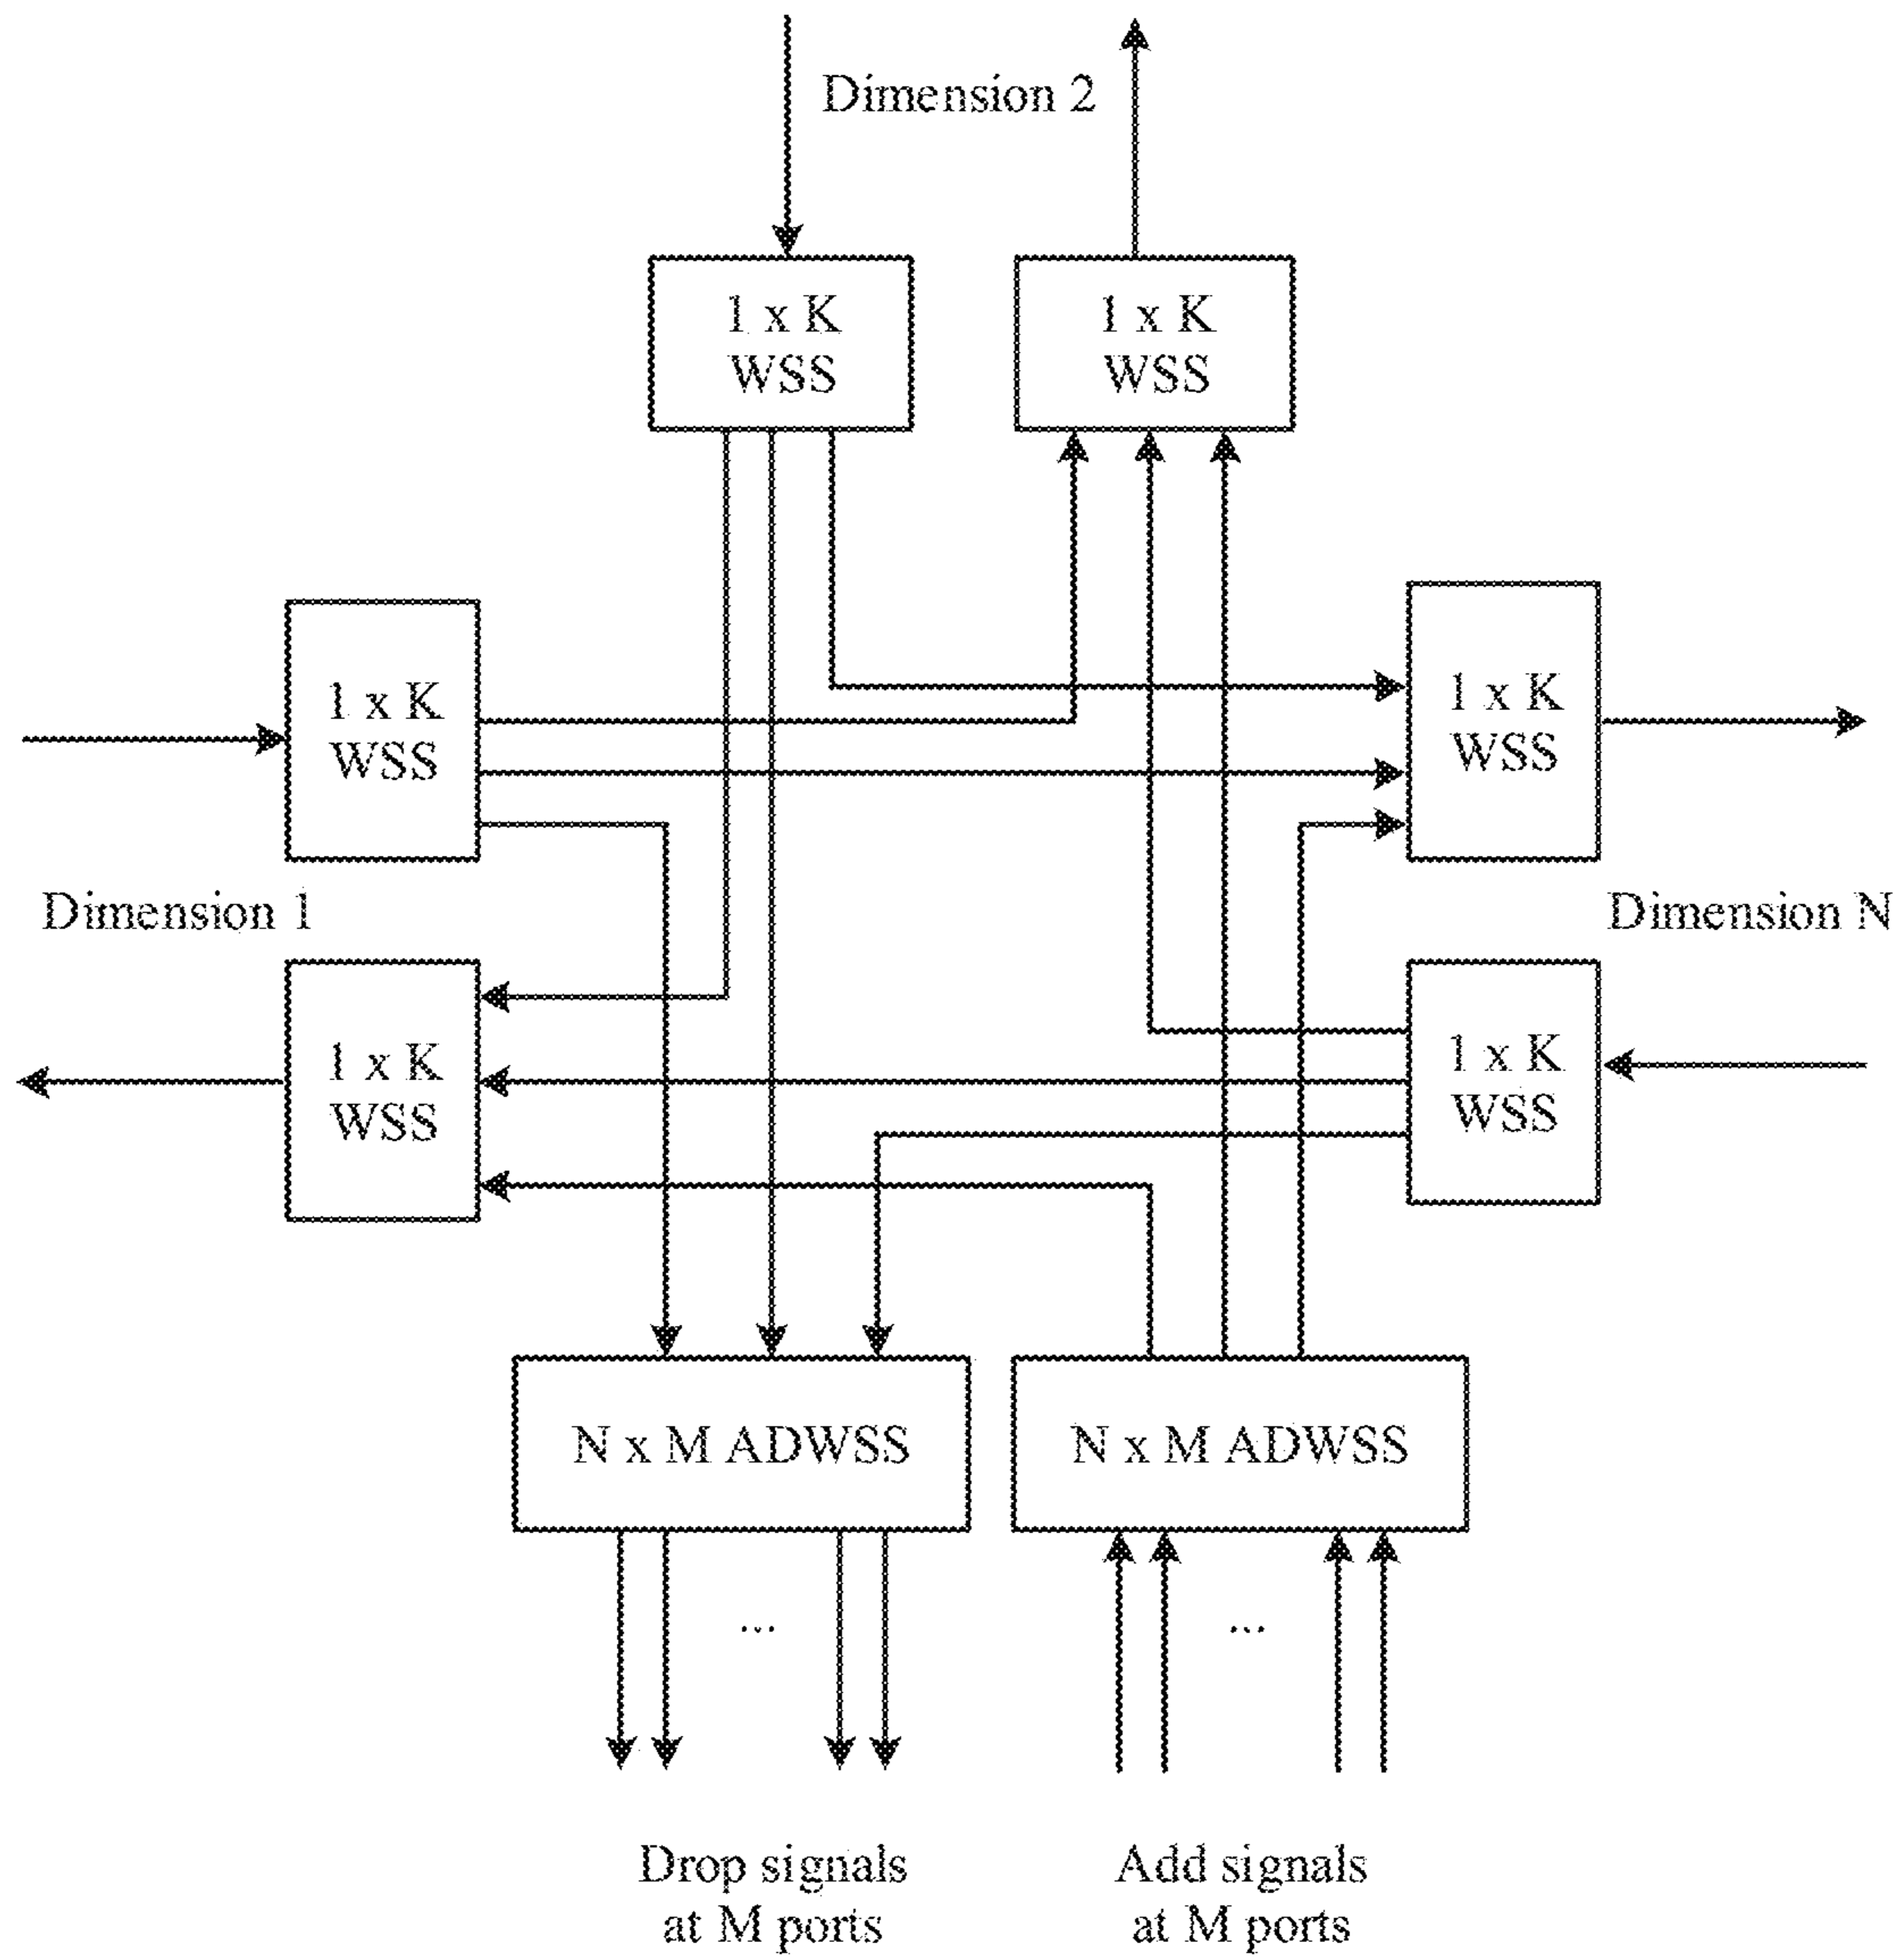 Dimension 2
1 x K
WSS
1 x K
WSS
1 x K
WSS
1 x K
WSS
Dimension 1
Dimension N
1 x K
WSS
1 x K
WSS
N x M ADWSS
N x M ADWSS
...
...
Drop signals
at M ports
Add signals
at M ports